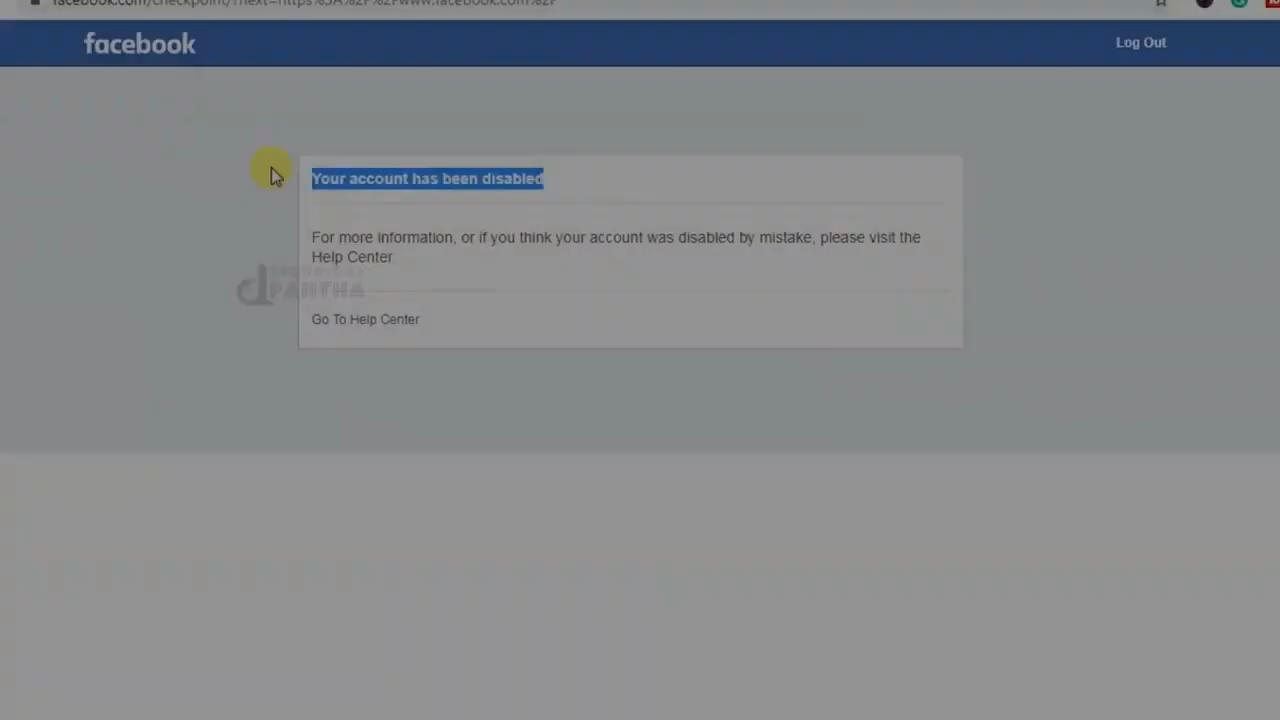 facebook
Log Out
Your account has been disabled
For more information, or if you think your account was disabled by mistake, please visit the
Help Center
PANTHA
Go To Help Center